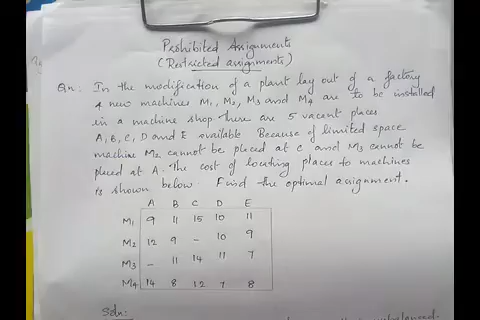 Prohibited Assignments
(Restricted assignments)
Qn: In the modification of a plant lay out of a factory
4 new machines M1, M2, M3 and M4 are to be installed
in a machine shop there are 5 vacent places
A, B, C, D and E available Because of limited space
machine M2 cannot be placed at C and M3 cannot be
placed at A. The cost of locating places to machines
is shown below. Find the optimal assignment.
A B C D E
M1 9 11 15 10 11
M2 12 9 - 10 9
M3 - 11 14 11 7
M4 14 8 12 7 8
Soln:
unbalanced